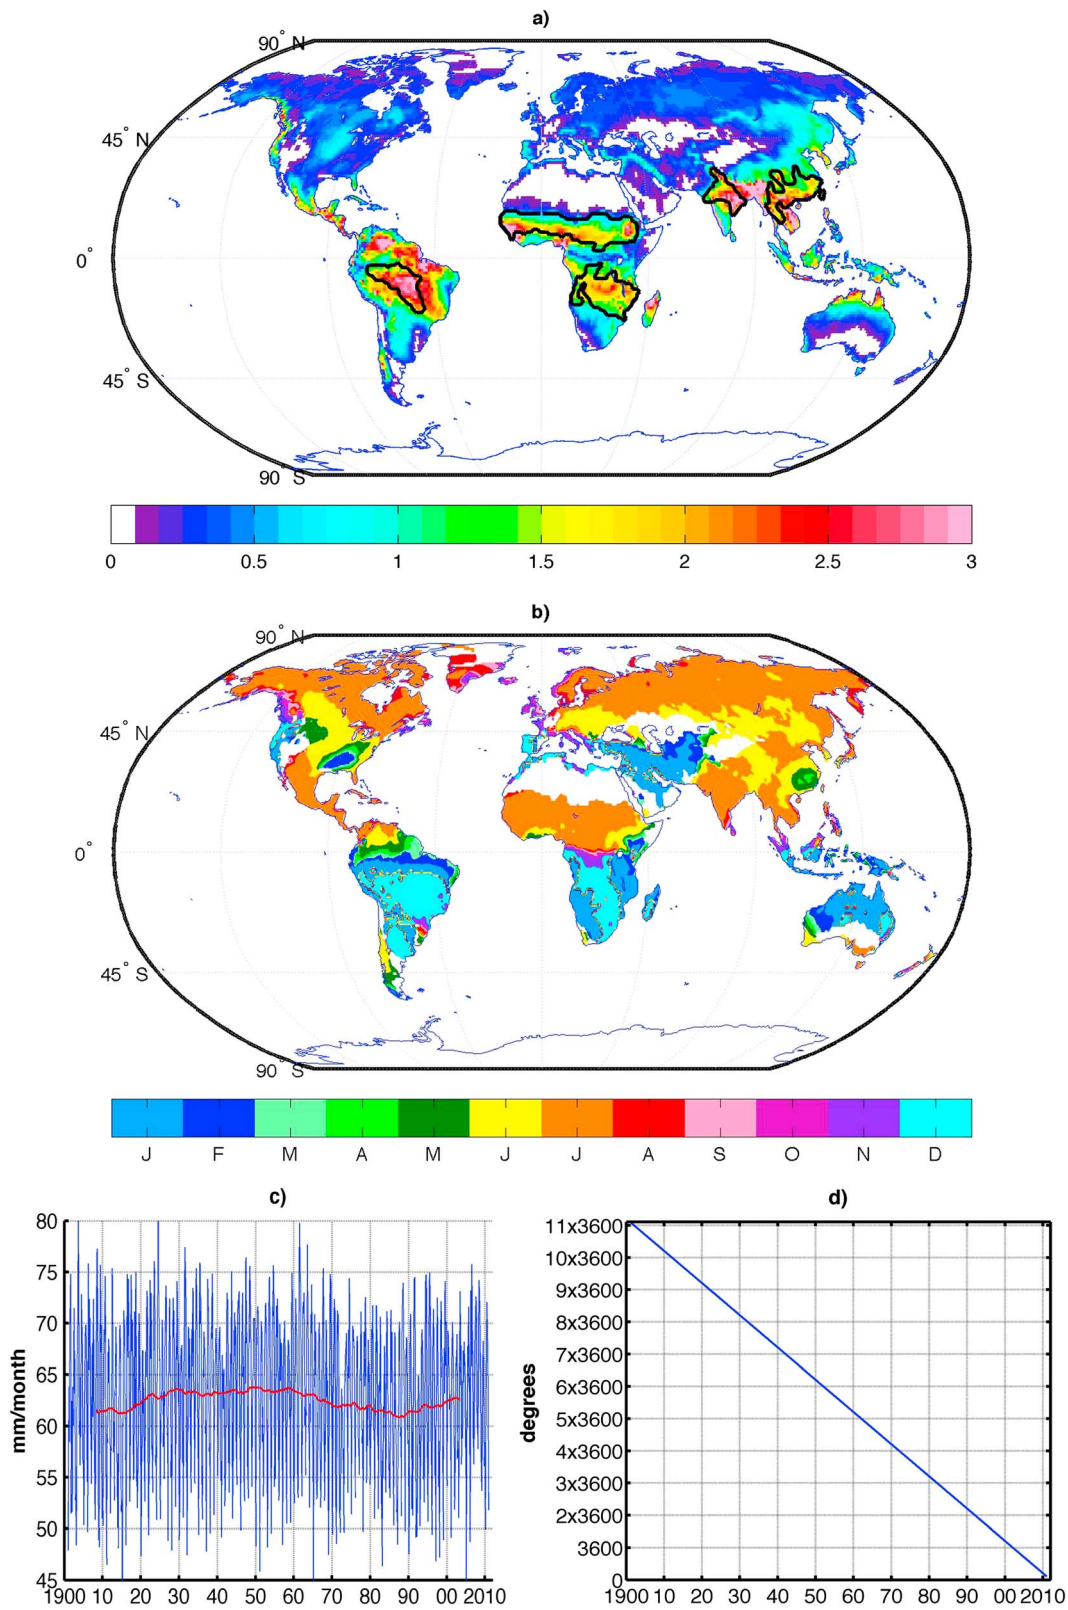 a)
90° N
45° N
0°
45° S
90° S
0 0.5 1 1.5 2 2.5 3
b)
90° N
45° N
0°
45° S
90° S
J F M A M J J A S O N D
c)
80
75
70
65
60
55
50
45
mm/month
1900 10 20 30 40 50 60 70 80 90 00 2010
d)
11x3600
10x3600
9x3600
8x3600
7x3600
6x3600
5x3600
4x3600
3x3600
2x3600
3600
0
degrees
1900 10 20 30 40 50 60 70 80 90 00 2010